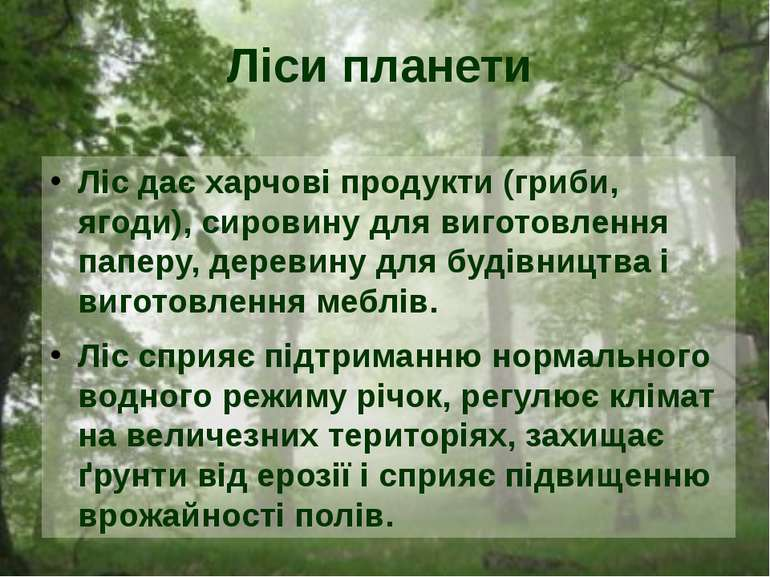 Ліси планети
• Ліс дає харчові продукти (гриби,
ягоди), сировину для виготовлення
паперу, деревину для будівництва і
виготовлення меблів.
• Ліс сприяє підтриманню нормального
водного режиму річок, регулює клімат
на величезних територіях, захищає
ґрунти від ерозії і сприяє підвищенню
врожайності полів.